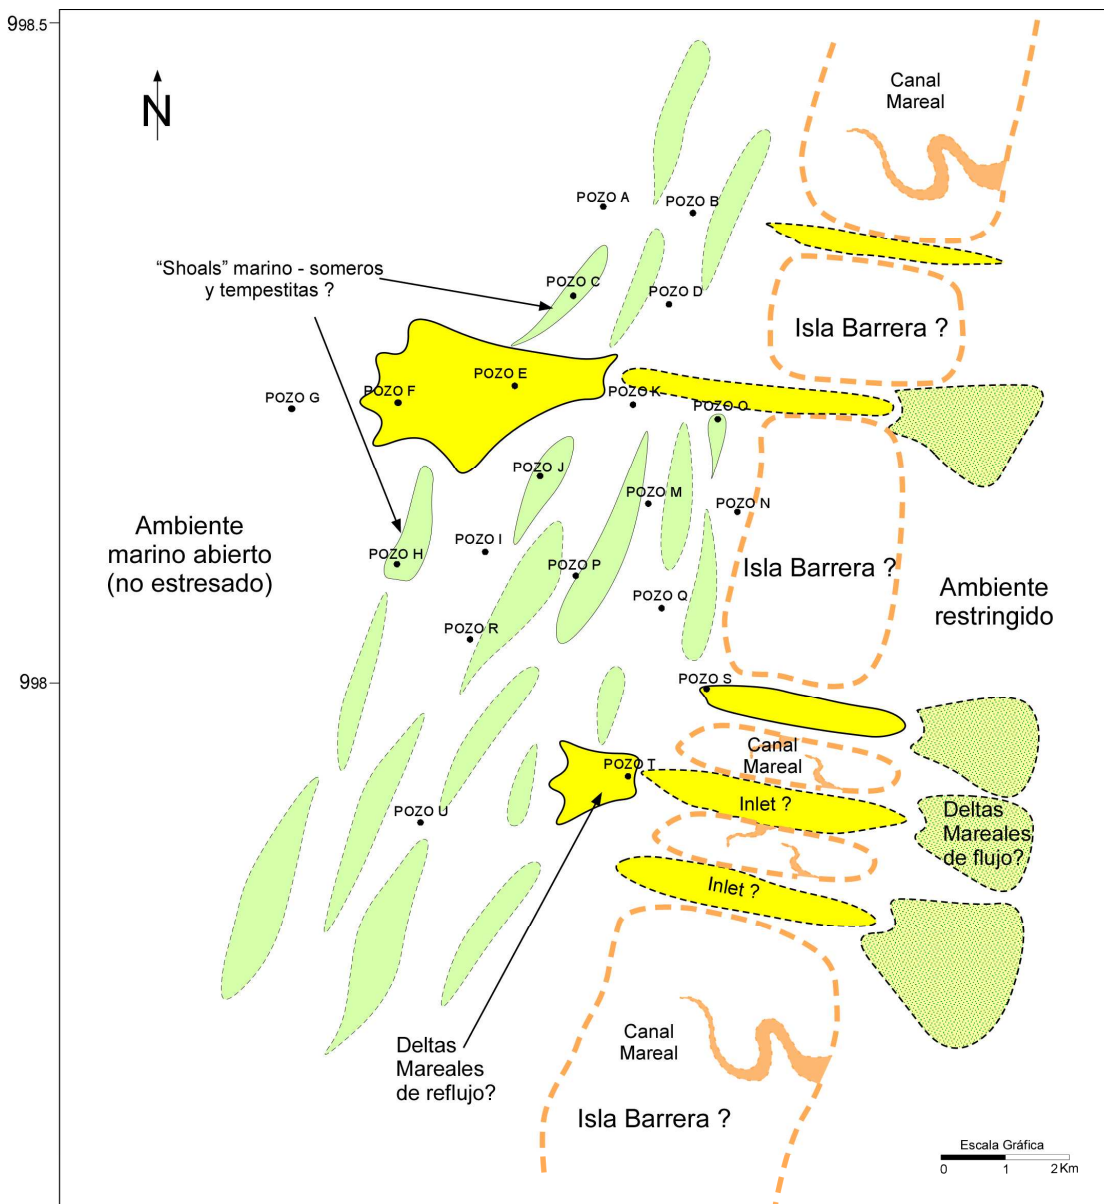 998.5
N
Canal
Mareal
POZO A
POZO B
“Shoals” marino - someros
y tempestitas ?
POZO C
POZO D
Isla Barrera ?
POZO E
POZO F
POZO G
POZO K
POZO O
POZO J
POZO M
POZO N
Ambiente
marino abierto
(no estresado)
POZO H
POZO I
POZO P
Isla Barrera ?
Ambiente
restringido
POZO Q
POZO R
998
POZO S
Canal
Mareal
POZO T
Inlet ?
Deltas
Mareales
de flujo?
POZO U
Inlet ?
Deltas
Mareales
de reflujo?
Canal
Mareal
Isla Barrera ?
Escala Gráfica
0 1 2 Km